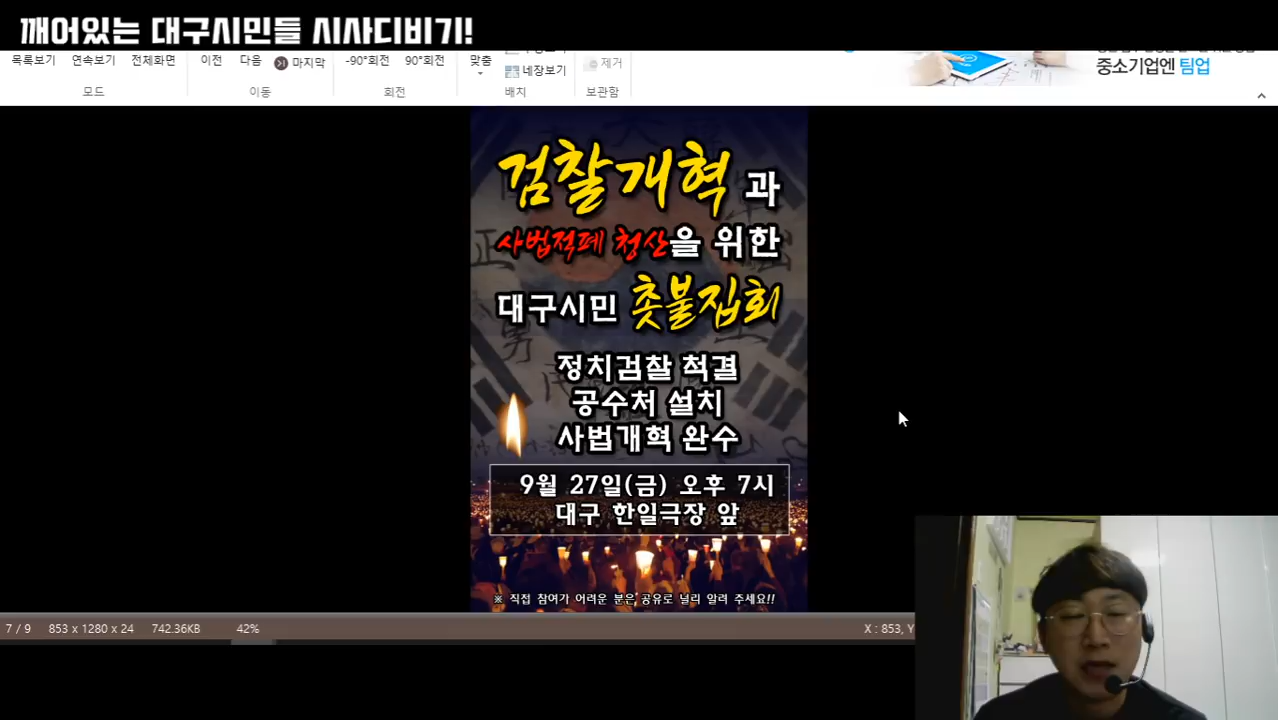 깨어있는 대구시민들 시사디비기!
목록보기 연속보기 전체화면 이전 다음 마지막 -90°회전 90°회전 맞춤 네장보기 제거
모드 이동 회전 배치 보관함
중소기업엔 팀업
검찰개혁 과
사법적폐 청산을 위한
대구시민 촛불집회
정치검찰 척결
공수처 설치
사법개혁 완수
9월 27일(금) 오후 7시
대구 한일극장 앞
※ 직접 참여가 어려운 분은 공유로 널리 알려 주세요!!
7 / 9 853 x 1280 x 24 742.36KB 42% X : 853, Y